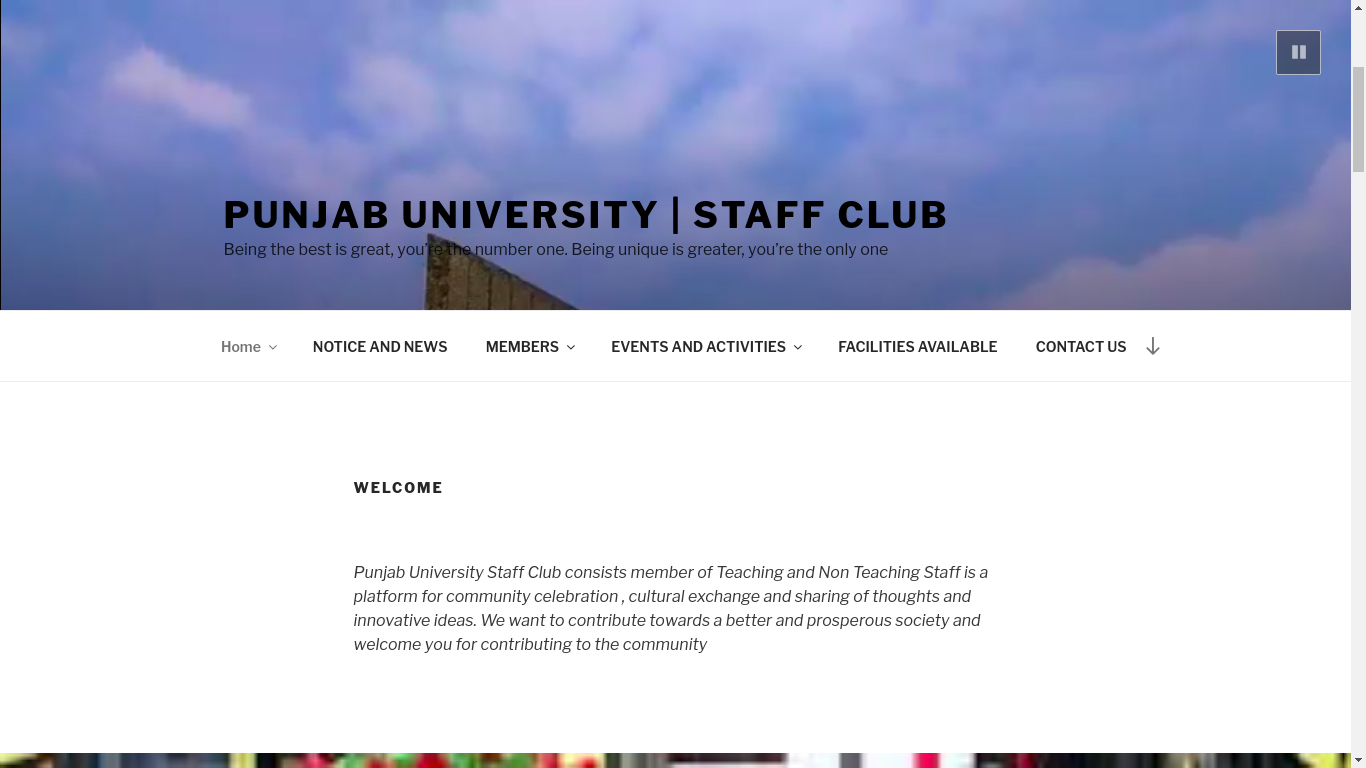 PUNJAB UNIVERSITY | STAFF CLUB
Being the best is great, you're the number one. Being unique is greater, you're the only one
Home
NOTICE AND NEWS
MEMBERS
EVENTS AND ACTIVITIES
FACILITIES AVAILABLE
CONTACT US
WELCOME
Punjab University Staff Club consists member of Teaching and Non Teaching Staff is a
platform for community celebration , cultural exchange and sharing of thoughts and
innovative ideas. We want to contribute towards a better and prosperous society and
welcome you for contributing to the community